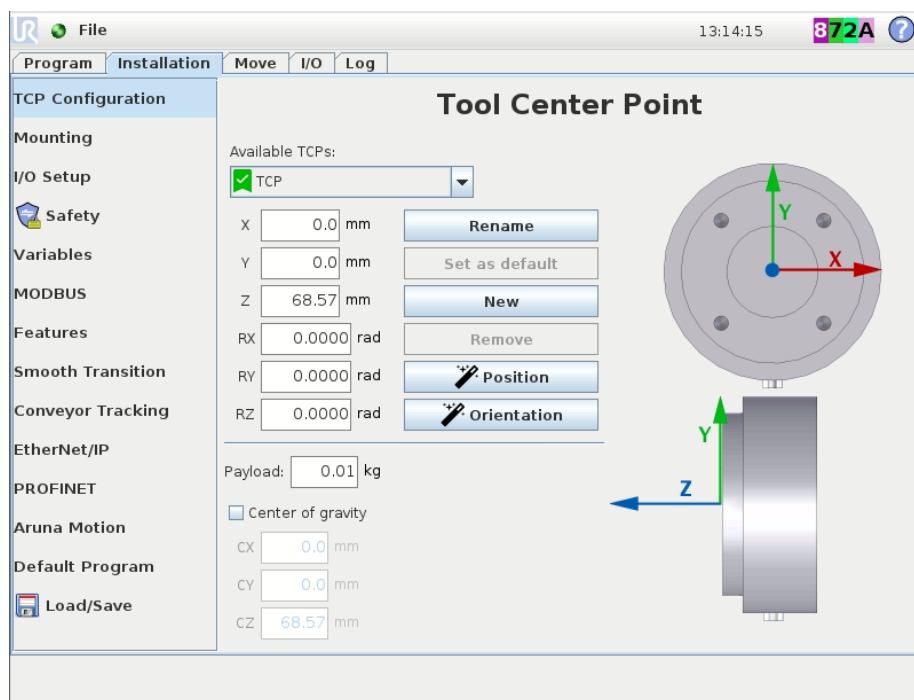 UR File 13:14:15 872A ?
Program Installation Move I/O Log
TCP Configuration
Mounting
I/O Setup
Safety
Variables
MODBUS
Features
Smooth Transition
Conveyor Tracking
EtherNet/IP
PROFINET
Aruna Motion
Default Program
Load/Save
Tool Center Point
Available TCPs:
TCP
X 0.0 mm Rename
Y 0.0 mm Set as default
Z 68.57 mm New
RX 0.0000 rad Remove
RY 0.0000 rad Position
RZ 0.0000 rad Orientation
Payload: 0.01 kg
Center of gravity
CX 0.0 mm
CY 0.0 mm
CZ 68.57 mm
Y
X
Y
Z